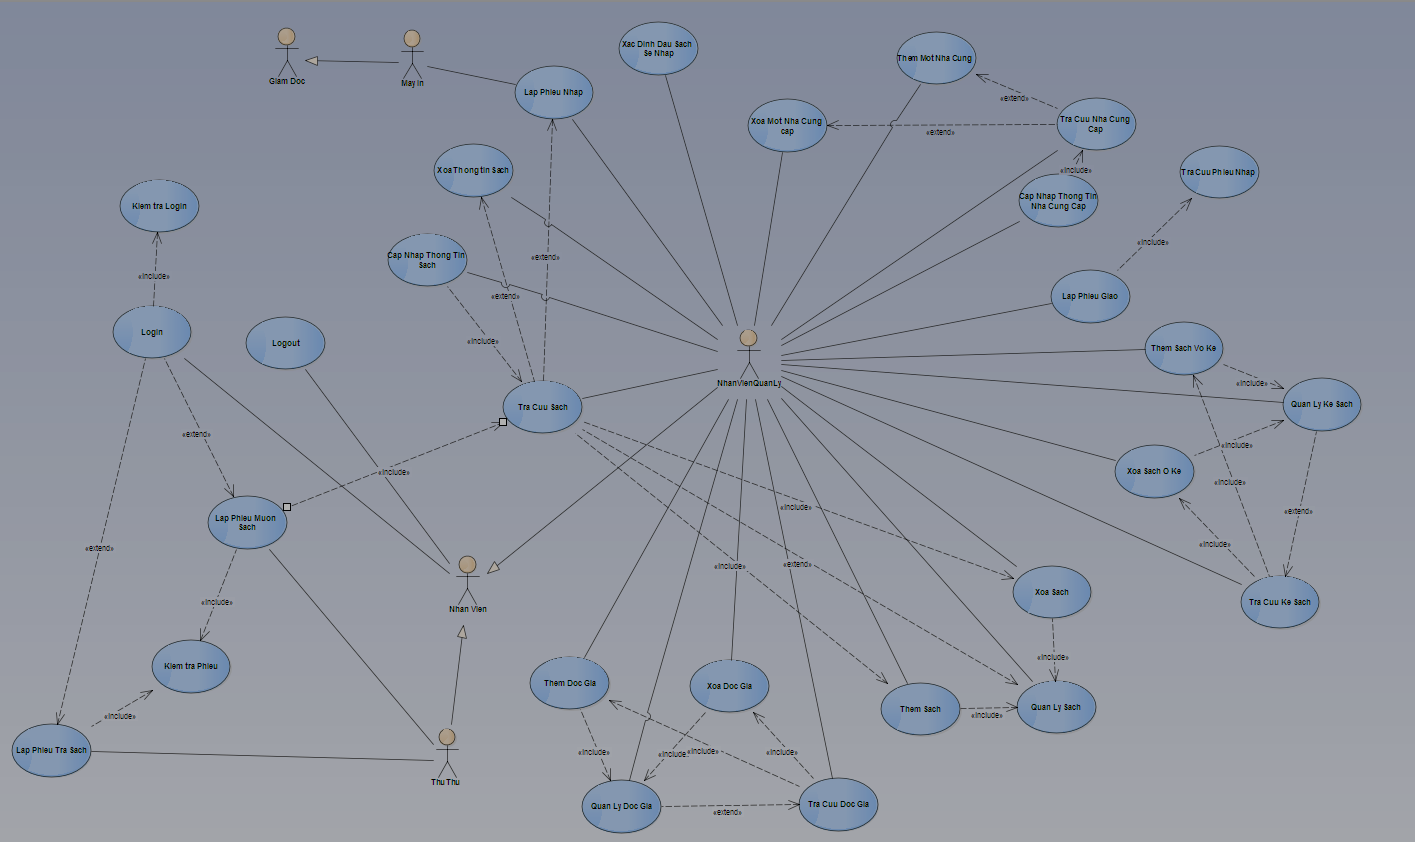 Xac Dinh Dau Sach
Se Nhap
Them Mot Nha Cung
Giam Doc
May In
Lap Phieu Nhap
«extend»
Xoa Mot Nha Cung
cap
«extend»
Tra Cuu Nha Cung
Cap
Xoa Thong tin Sach
«include»
Tra Cuu Phieu Nhap
Kiem tra Login
Cap Nhap Thong Tin
Nha Cung Cap
«include»
Cap Nhap Thong Tin
Sach
«extend»
«include»
«extend»
Lap Phieu Giao
Login
Logout
«include»
Them Sach Vo Ke
NhanVienQuanLy
«include»
Tra Cuu Sach
Quan Ly Ke Sach
«extend»
«include»
«include»
Xoa Sach O Ke
«include»
«include»
«extend»
Lap Phieu Muon
Sach
«extend»
«include»
«include»
«extend»
Nhan Vien
Xoa Sach
Tra Cuu Ke Sach
«include»
«include»
Kiem tra Phieu
Them Doc Gia
Xoa Doc Gia
Them Sach
Quan Ly Sach
«include»
«include»
Lap Phieu Tra Sach
«include»
«include»
«include»
«include»
Thu Thu
Quan Ly Doc Gia
«extend»
Tra Cuu Doc Gia